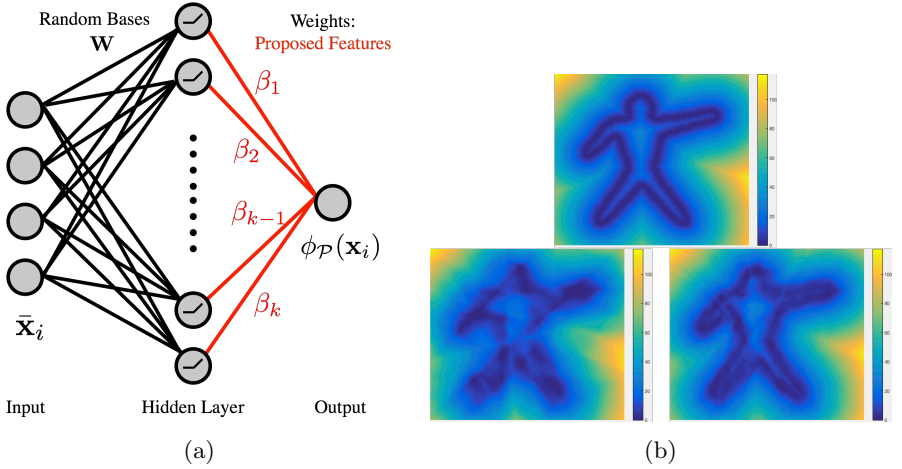 Random Bases
W
Weights:
Proposed Features
β₁
β₂
βₖ₋₁
βₖ
ϕ_𝒫(xᵢ)
x̄ᵢ
Input
Hidden Layer
Output
(a)
100
80
60
40
20
0
100
80
60
40
20
0
100
80
60
40
20
0
(b)